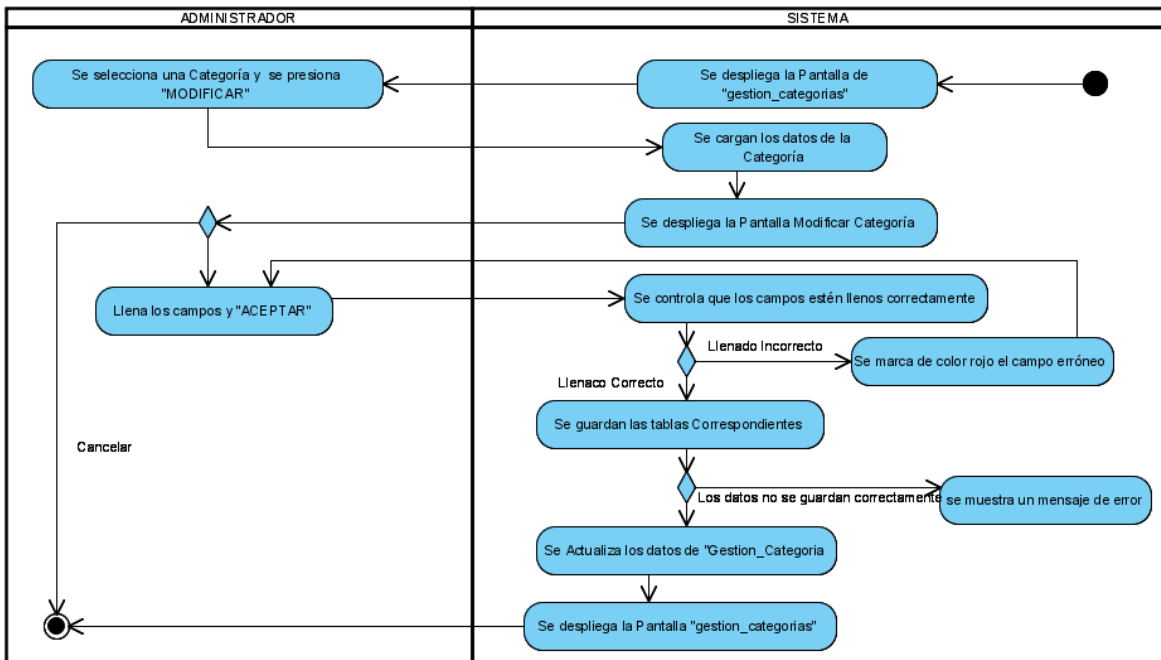 ADMINISTRADOR
SISTEMA
Se selecciona una Categoría y se presiona
"MODIFICAR"
Se despliega la Pantalla de
"gestion_categorias"
Se cargan los datos de la
Categoría
Se despliega la Pantalla Modificar Categoría
Llena los campos y "ACEPTAR"
Se controla que los campos estén llenos correctamente
Llenado Incorrecto
Se marca de color rojo el campo erróneo
Llenaco Correcto
Se guardan las tablas Correspondientes
Cancelar
Los datos no se guardan correctamente
se muestra un mensaje de error
Se Actualiza los datos de "Gestion_Categoria
Se despliega la Pantalla "gestion_categorias"